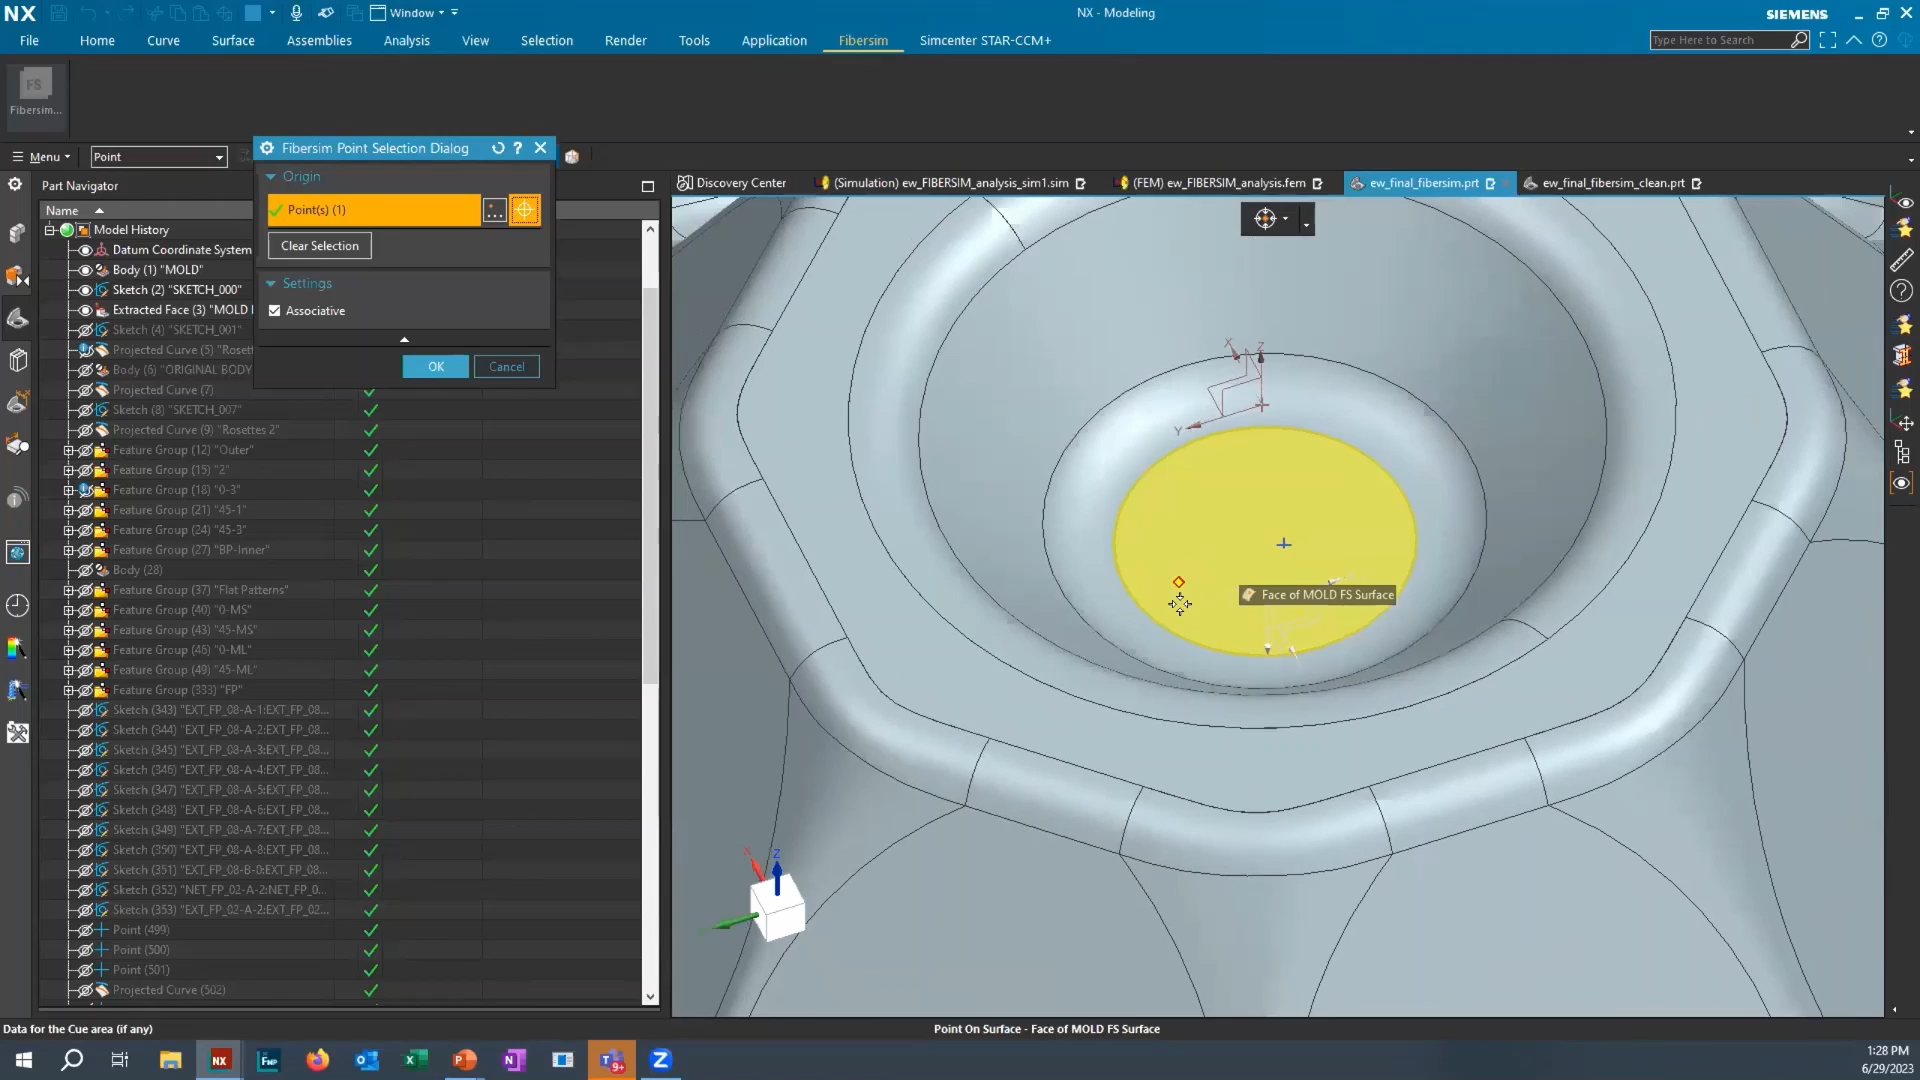 NX
Window
NX - Modeling
SIEMENS
File
Home
Curve
Surface
Assemblies
Analysis
View
Selection
Render
Tools
Application
Fibersim
Simcenter STAR-CCM+
Type Here to Search
FS
Fibersim...
Menu
Point
Fibersim Point Selection Dialog
Origin
Point(s) (1)
Clear Selection
Settings
Associative
OK
Cancel
Discovery Center
(Simulation) ew_FIBERSIM_analysis_sim1.sim
(FEM) ew_FIBERSIM_analysis.fem
ew_final_fibersim.prt
ew_final_fibersim_clean.prt
Part Navigator
Name
Model History
Datum Coordinate System
Body (1) "MOLD"
Sketch (2) "SKETCH_000"
Extracted Face (3) "MOLD
Sketch (4) "SKETCH_001"
Projected Curve (5) "Rosett
Body (6) "ORIGINAL BODY
Projected Curve (7)
Sketch (8) "SKETCH_007"
Projected Curve (9) "Rosettes 2"
Feature Group (12) "Outer"
Feature Group (15) "2"
Feature Group (18) "0-3"
Feature Group (21) "45-1"
Feature Group (24) "45-3"
Feature Group (27) "BP-Inner"
Body (28)
Feature Group (37) "Flat Patterns"
Feature Group (40) "0-MS"
Feature Group (43) "45-MS"
Feature Group (46) "0-ML"
Feature Group (49) "45-ML"
Feature Group (333) "FP"
Sketch (343) "EXT_FP_08-A-1:EXT_FP_08...
Sketch (344) "EXT_FP_08-A-2:EXT_FP_08...
Sketch (345) "EXT_FP_08-A-3:EXT_FP_08...
Sketch (346) "EXT_FP_08-A-4:EXT_FP_08...
Sketch (347) "EXT_FP_08-A-5:EXT_FP_08...
Sketch (348) "EXT_FP_08-A-6:EXT_FP_08...
Sketch (349) "EXT_FP_08-A-7:EXT_FP_08...
Sketch (350) "EXT_FP_08-A-8:EXT_FP_08...
Sketch (351) "EXT_FP_08-B-0:EXT_FP_08...
Sketch (352) "NET_FP_02-A-2:NET_FP_0...
Sketch (353) "EXT_FP_02-A-2:EXT_FP_02...
Point (499)
Point (500)
Point (501)
Projected Curve (502)
X
Z
Y
Face of MOLD FS Surface
X
Z
Data for the Cue area (if any)
Point On Surface - Face of MOLD FS Surface
NX
FNP
9+
1:28 PM
6/29/2023